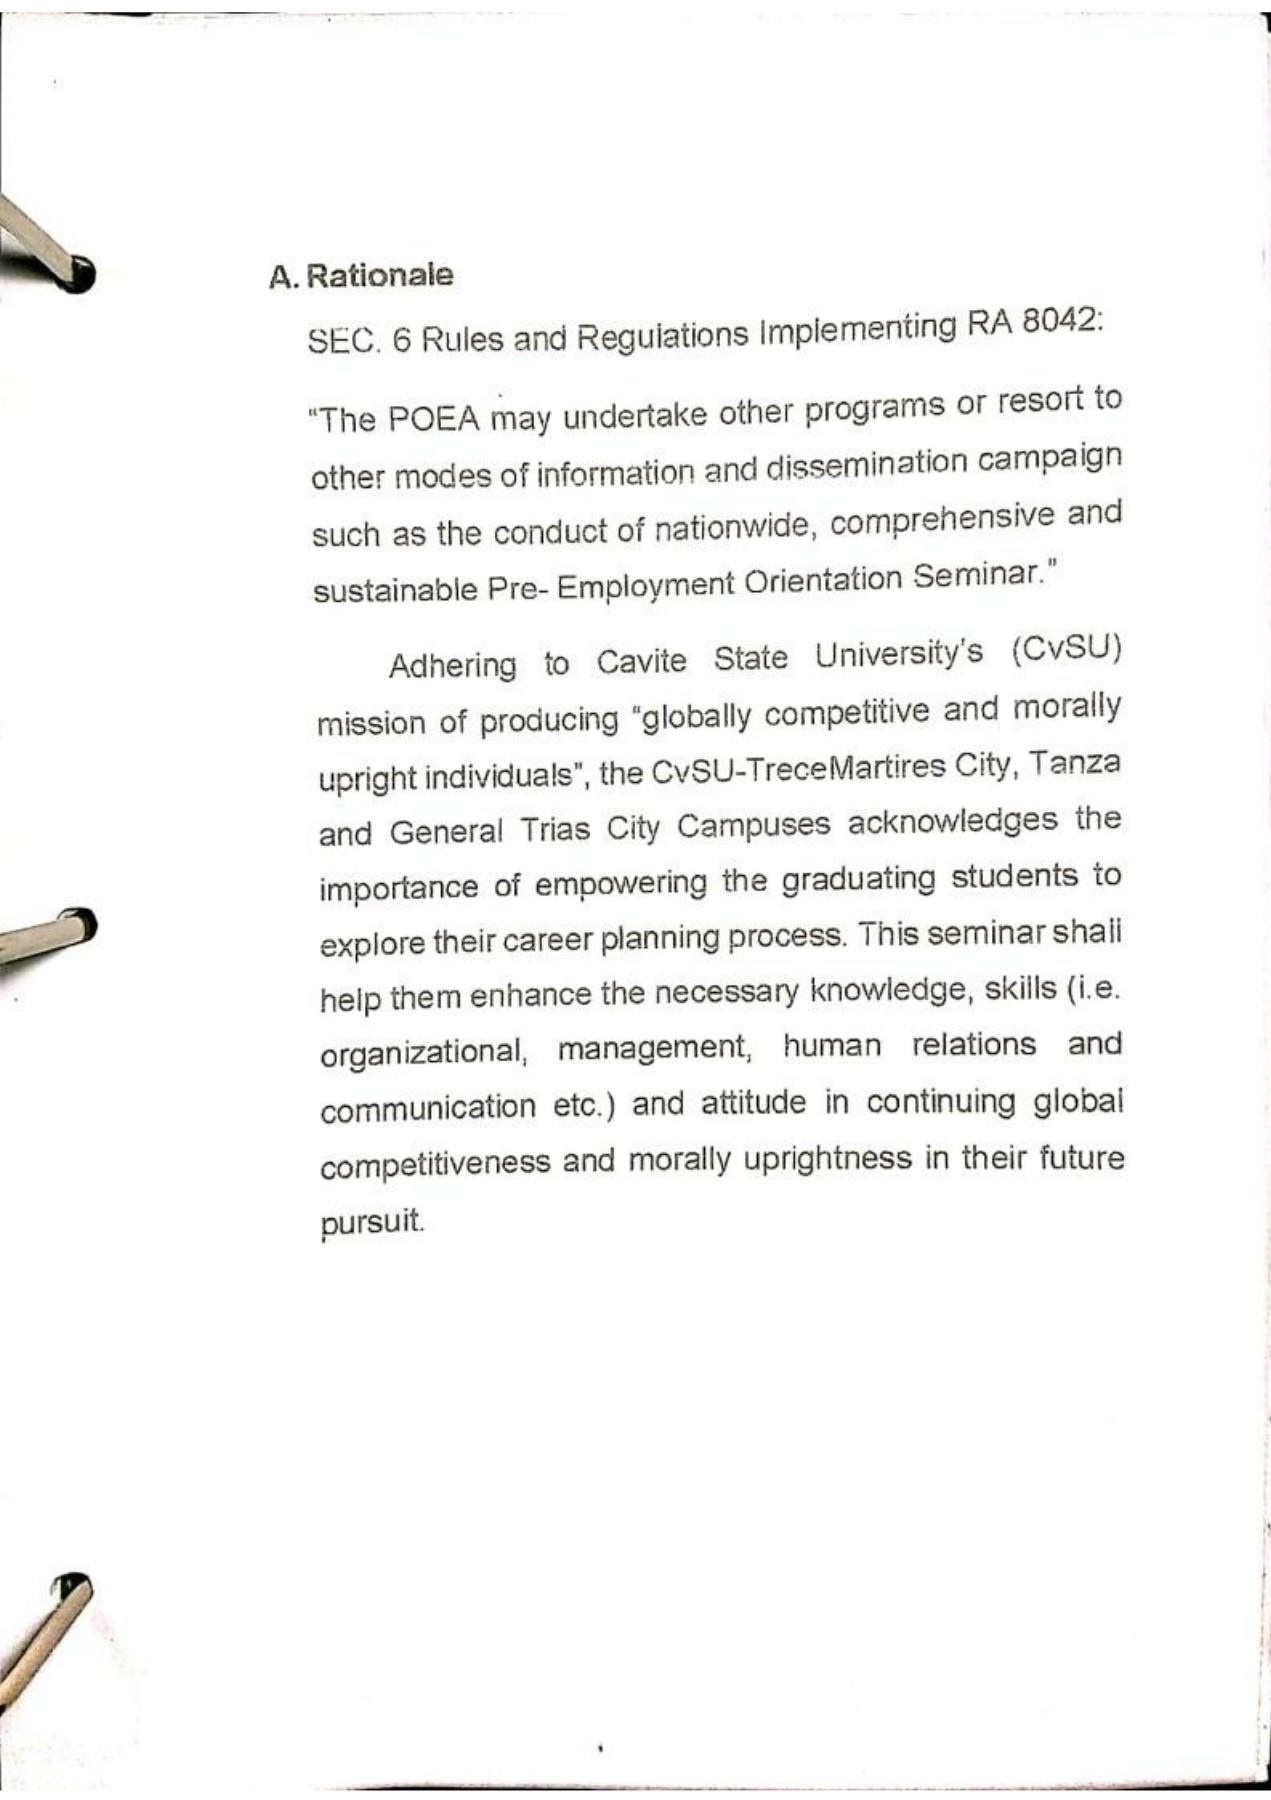 A. Rationale
SEC. 6 Rules and Regulations Implementing RA 8042:
"The POEA may undertake other programs or resort to
other modes of information and dissemination campaign
such as the conduct of nationwide, comprehensive and
sustainable Pre- Employment Orientation Seminar."
Adhering to Cavite State University's (CvSU)
mission of producing "globally competitive and morally
upright individuals", the CvSU-TreceMartires City, Tanza
and General Trias City Campuses acknowledges the
importance of empowering the graduating students to
explore their career planning process. This seminar shall
help them enhance the necessary knowledge, skills (i.e.
organizational, management, human relations and
communication etc.) and attitude in continuing global
competitiveness and morally uprightness in their future
pursuit.